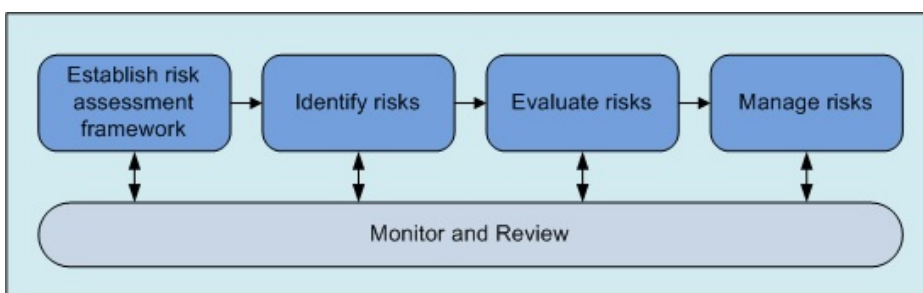 Establish risk
assessment
framework
Identify risks
Evaluate risks
Manage risks
Monitor and Review